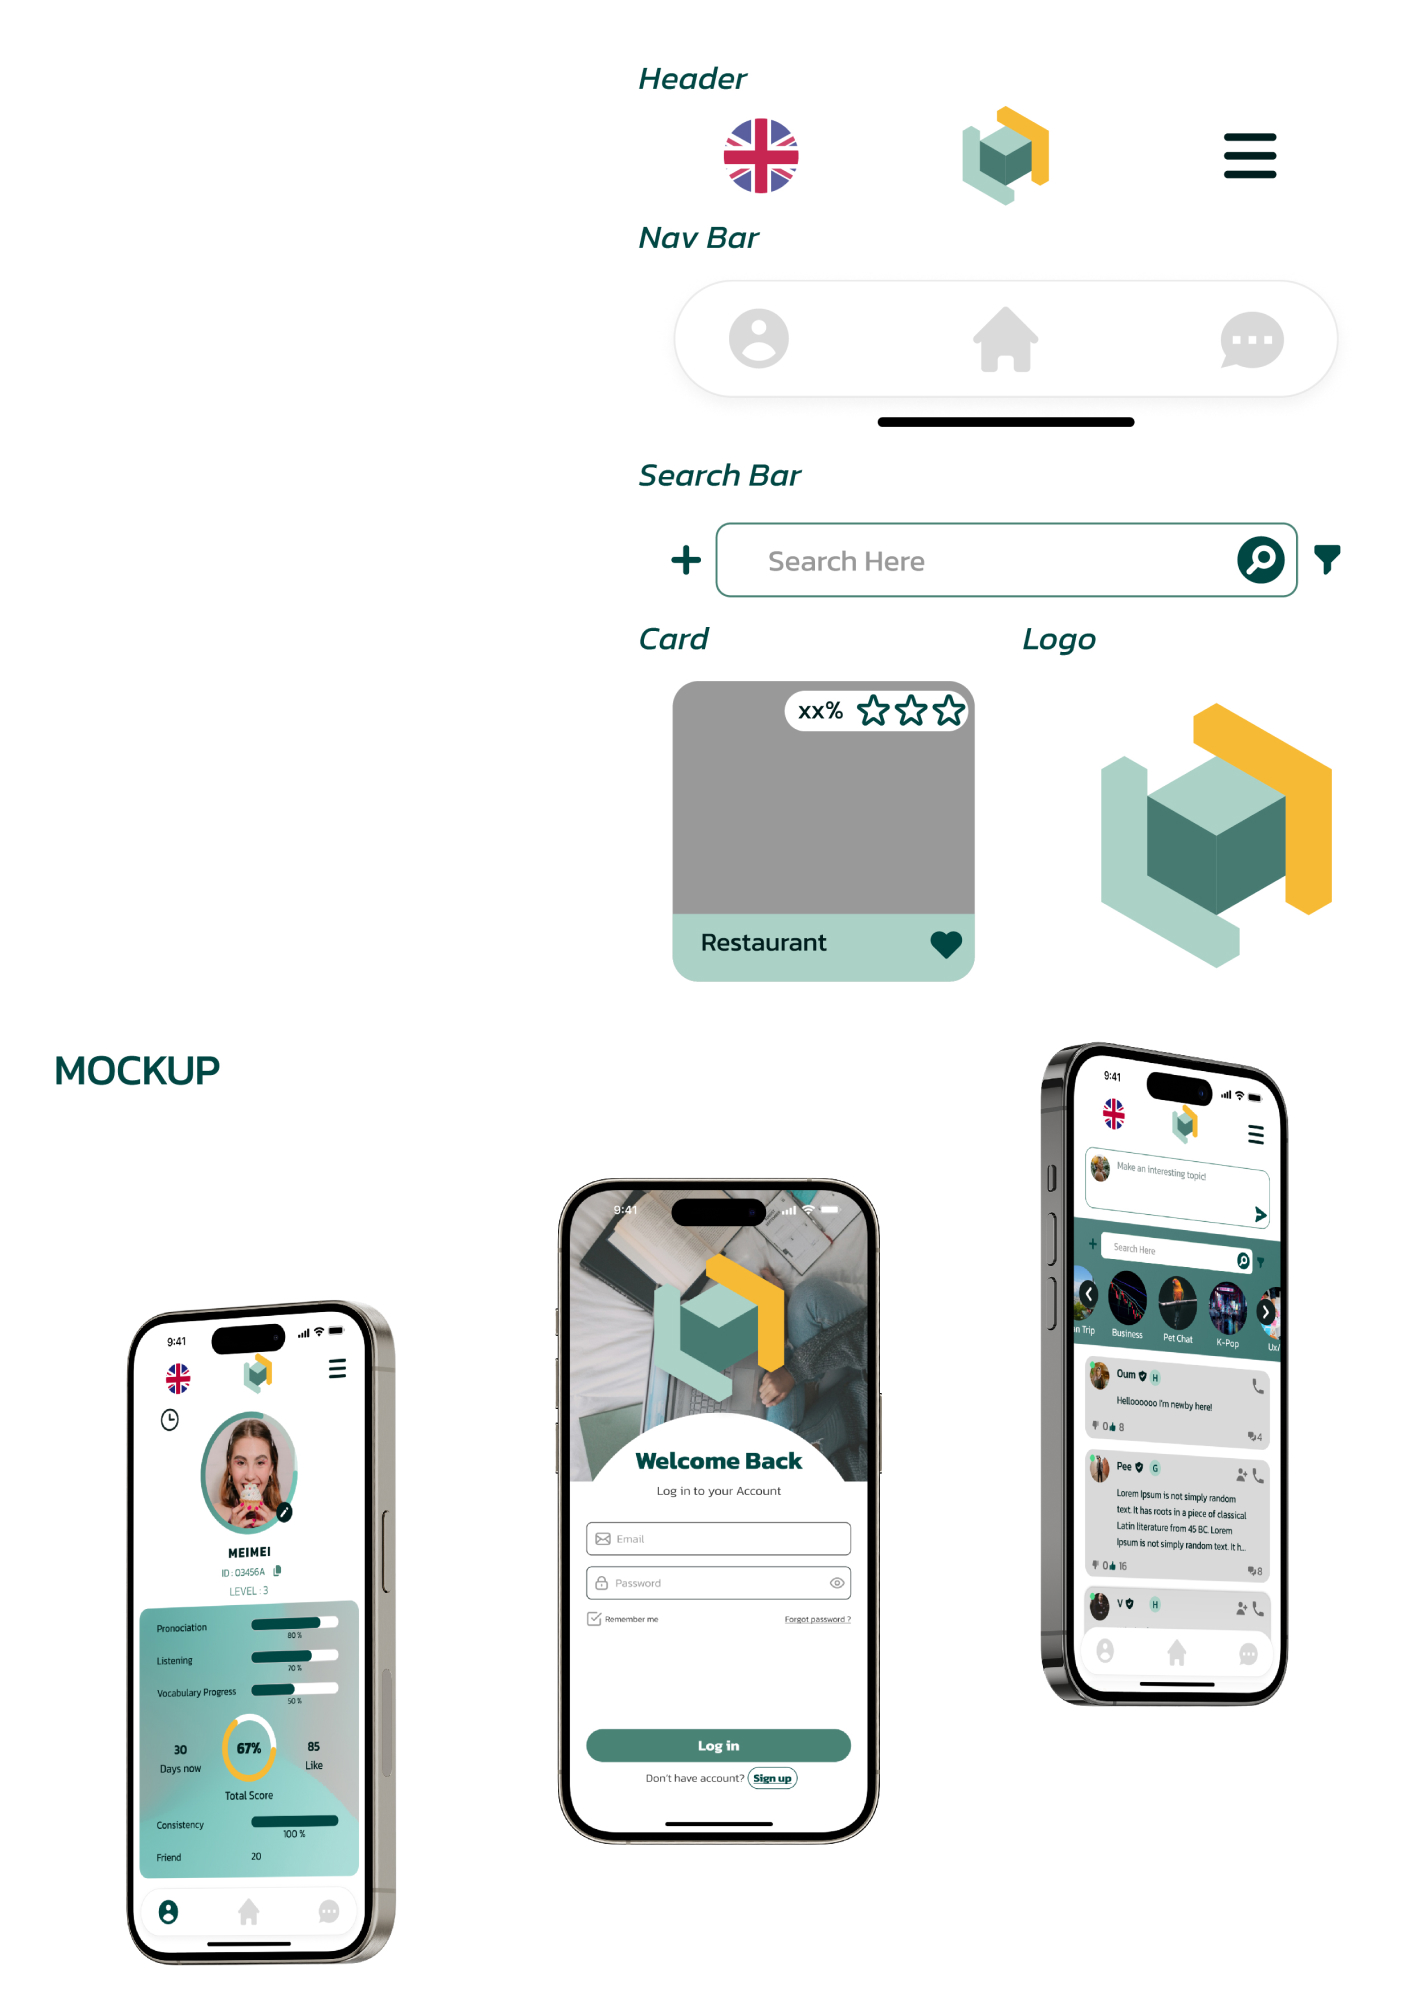 Header
Nav Bar
Search Bar
Search Here
Card
Logo
xx%
Restaurant
MOCKUP
9:41
MEIMEI
ID : 03456A
LEVEL : 3
Pronociation
80 %
Listening
70 %
Vocabulary Progress
50 %
30
Days now
67%
85
Like
Total Score
Consistency
100 %
Friend
20
9:41
Welcome Back
Log in to your Account
Email
Password
Remember me
Forgot password ?
Log in
Don't have account? Sign up
9:41
Make an interesting topic!
Search Here
n Trip
Business
Pet Chat
K-Pop
Ux/
Oum H
Helloooooo I'm newby here!
0 8
4
Pee G
Lorem Ipsum is not simply random
text. It has roots in a piece of classical
Latin literature from 45 BC. Lorem
Ipsum is not simply random text. It h...
0 16
8
V H